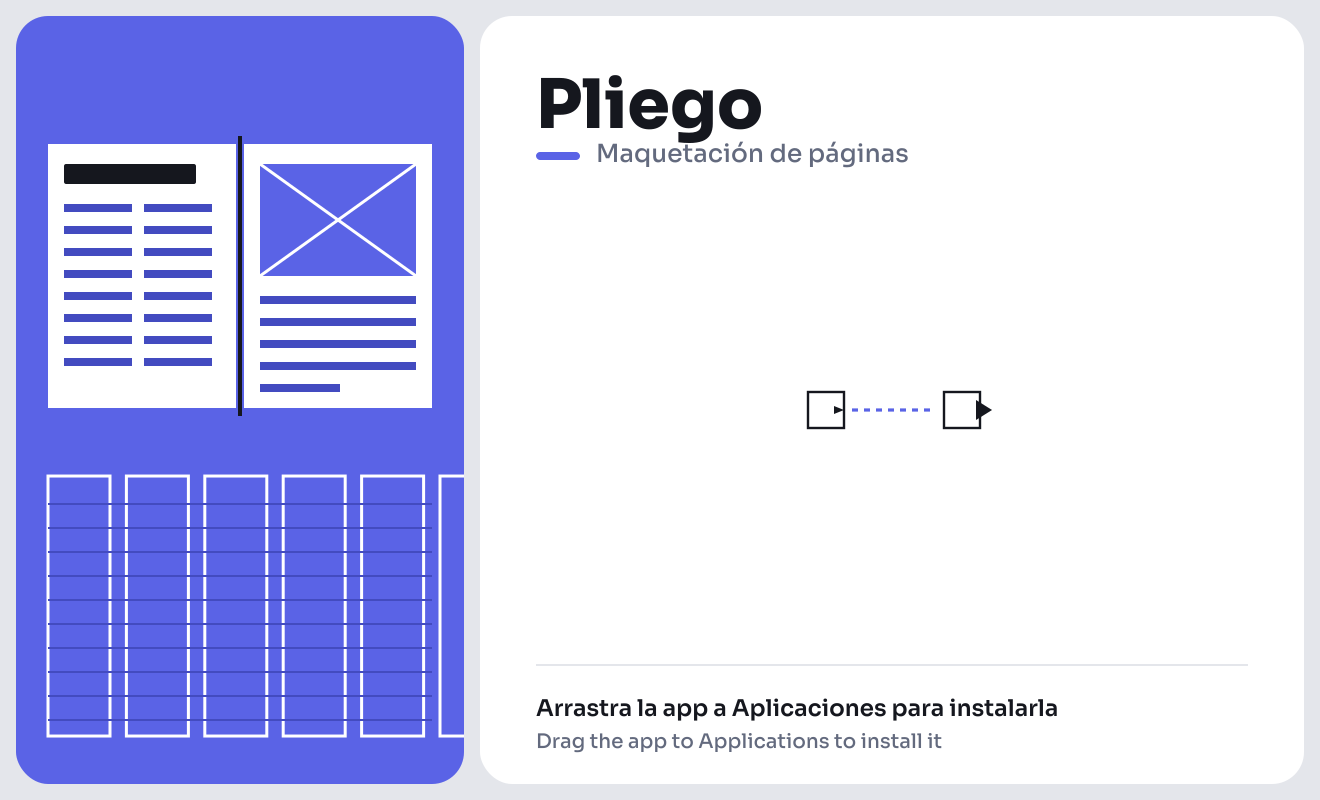 Pliego
Maquetación de páginas
Arrastra la app a Aplicaciones para instalarla
Drag the app to Applications to install it